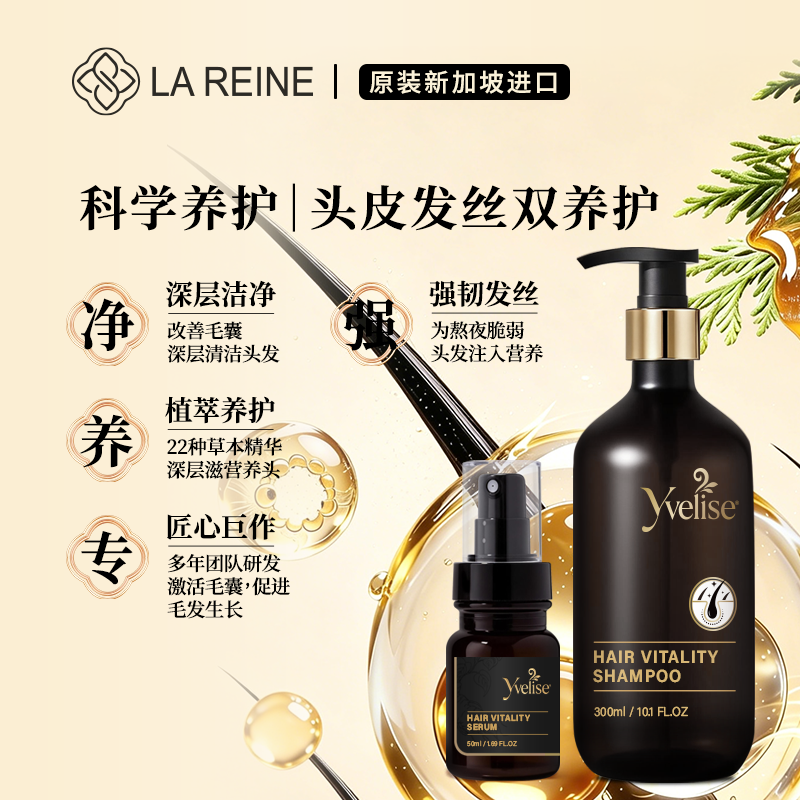 LA REINE | 原装新加坡进口
科学养护|头皮发丝双养护
净
深层洁净
改善毛囊
深层清洁头发
强
强韧发丝
为熬夜脆弱
头发注入营养
养
植萃养护
22种草本精华
深层滋营养头
专
匠心巨作
多年团队研发
激活毛囊,促进
毛发生长
Yvelise®
HAIR VITALITY
SHAMPOO
300ml / 10.1 FL.OZ
Yvelise®
HAIR VITALITY
SERUM
50ml / 1.69 FL.OZ